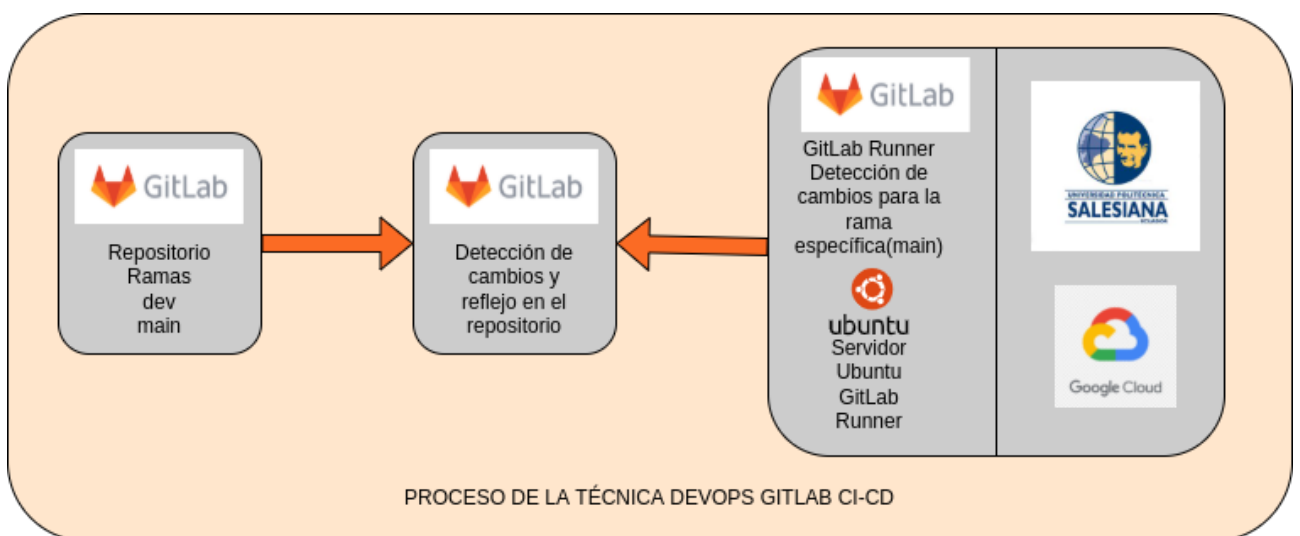 GitLab
Repositorio
Ramas
dev
main
GitLab
Detección de
cambios y
reflejo en el
repositorio
GitLab
GitLab Runner
Detección de
cambios para la
rama
específica(main)
ubuntu
Servidor
Ubuntu
GitLab
Runner
UNIVERSIDAD POLITÉCNICA
SALESIANA
ECUADOR
Google Cloud
PROCESO DE LA TÉCNICA DEVOPS GITLAB CI-CD